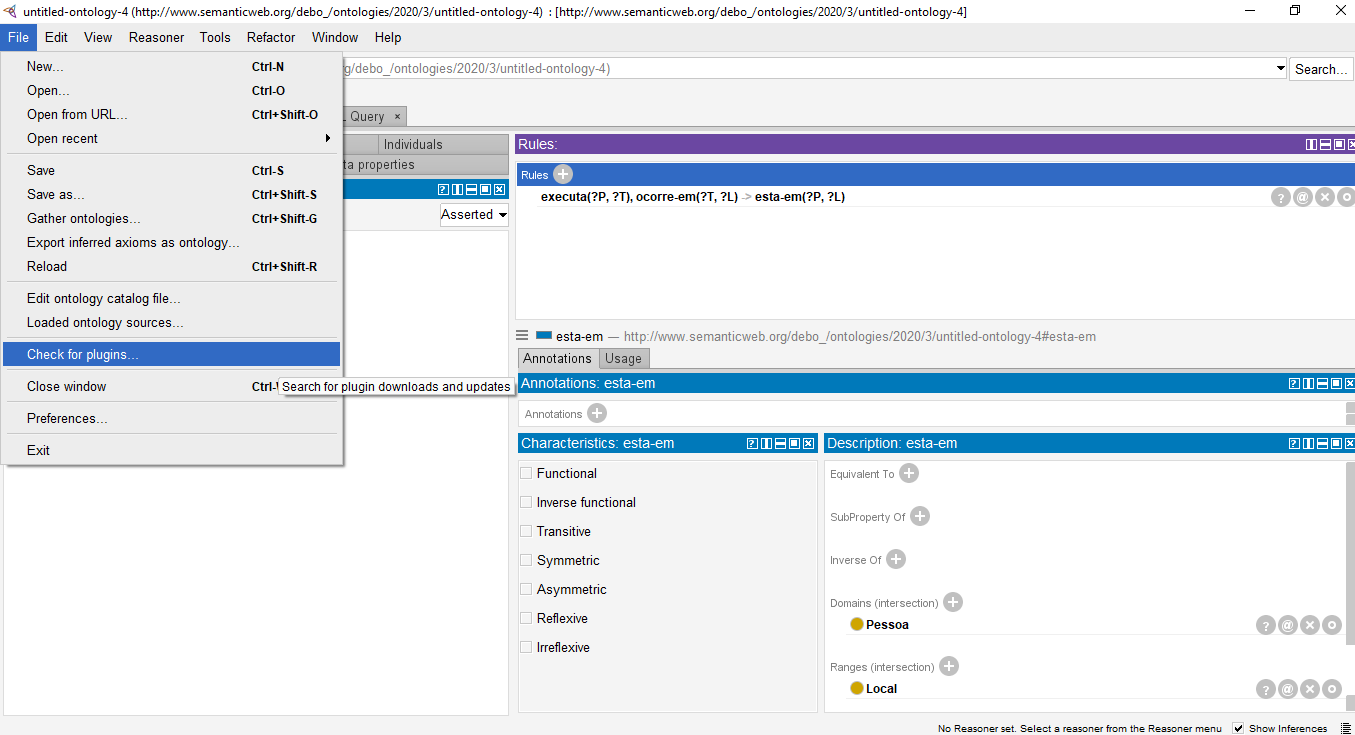 untitled-ontology-4 (http://www.semanticweb.org/debo_/ontologies/2020/3/untitled-ontology-4) : [http://www.semanticweb.org/debo_/ontologies/2020/3/untitled-ontology-4]
File Edit View Reasoner Tools Refactor Window Help
New... Ctrl-N
Open... Ctrl-O
Open from URL... Ctrl+Shift-O
Open recent
Save Ctrl-S
Save as... Ctrl+Shift-S
Gather ontologies... Ctrl+Shift-G
Export inferred axioms as ontology...
Reload Ctrl+Shift-R
Edit ontology catalog file...
Loaded ontology sources...
Check for plugins...
Close window Ctrl-
Search for plugin downloads and updates
Preferences...
Exit
g/debo_/ontologies/2020/3/untitled-ontology-4)
Search...
L Query ×
Individuals
ta properties
Asserted
Rules:
Rules
executa(?P, ?T), ocorre-em(?T, ?L) -> esta-em(?P, ?L)
esta-em — http://www.semanticweb.org/debo_/ontologies/2020/3/untitled-ontology-4#esta-em
Annotations Usage
Annotations: esta-em
Annotations
Characteristics: esta-em
Functional
Inverse functional
Transitive
Symmetric
Asymmetric
Reflexive
Irreflexive
Description: esta-em
Equivalent To
SubProperty Of
Inverse Of
Domains (intersection)
Pessoa
Ranges (intersection)
Local
No Reasoner set. Select a reasoner from the Reasoner menu Show Inferences